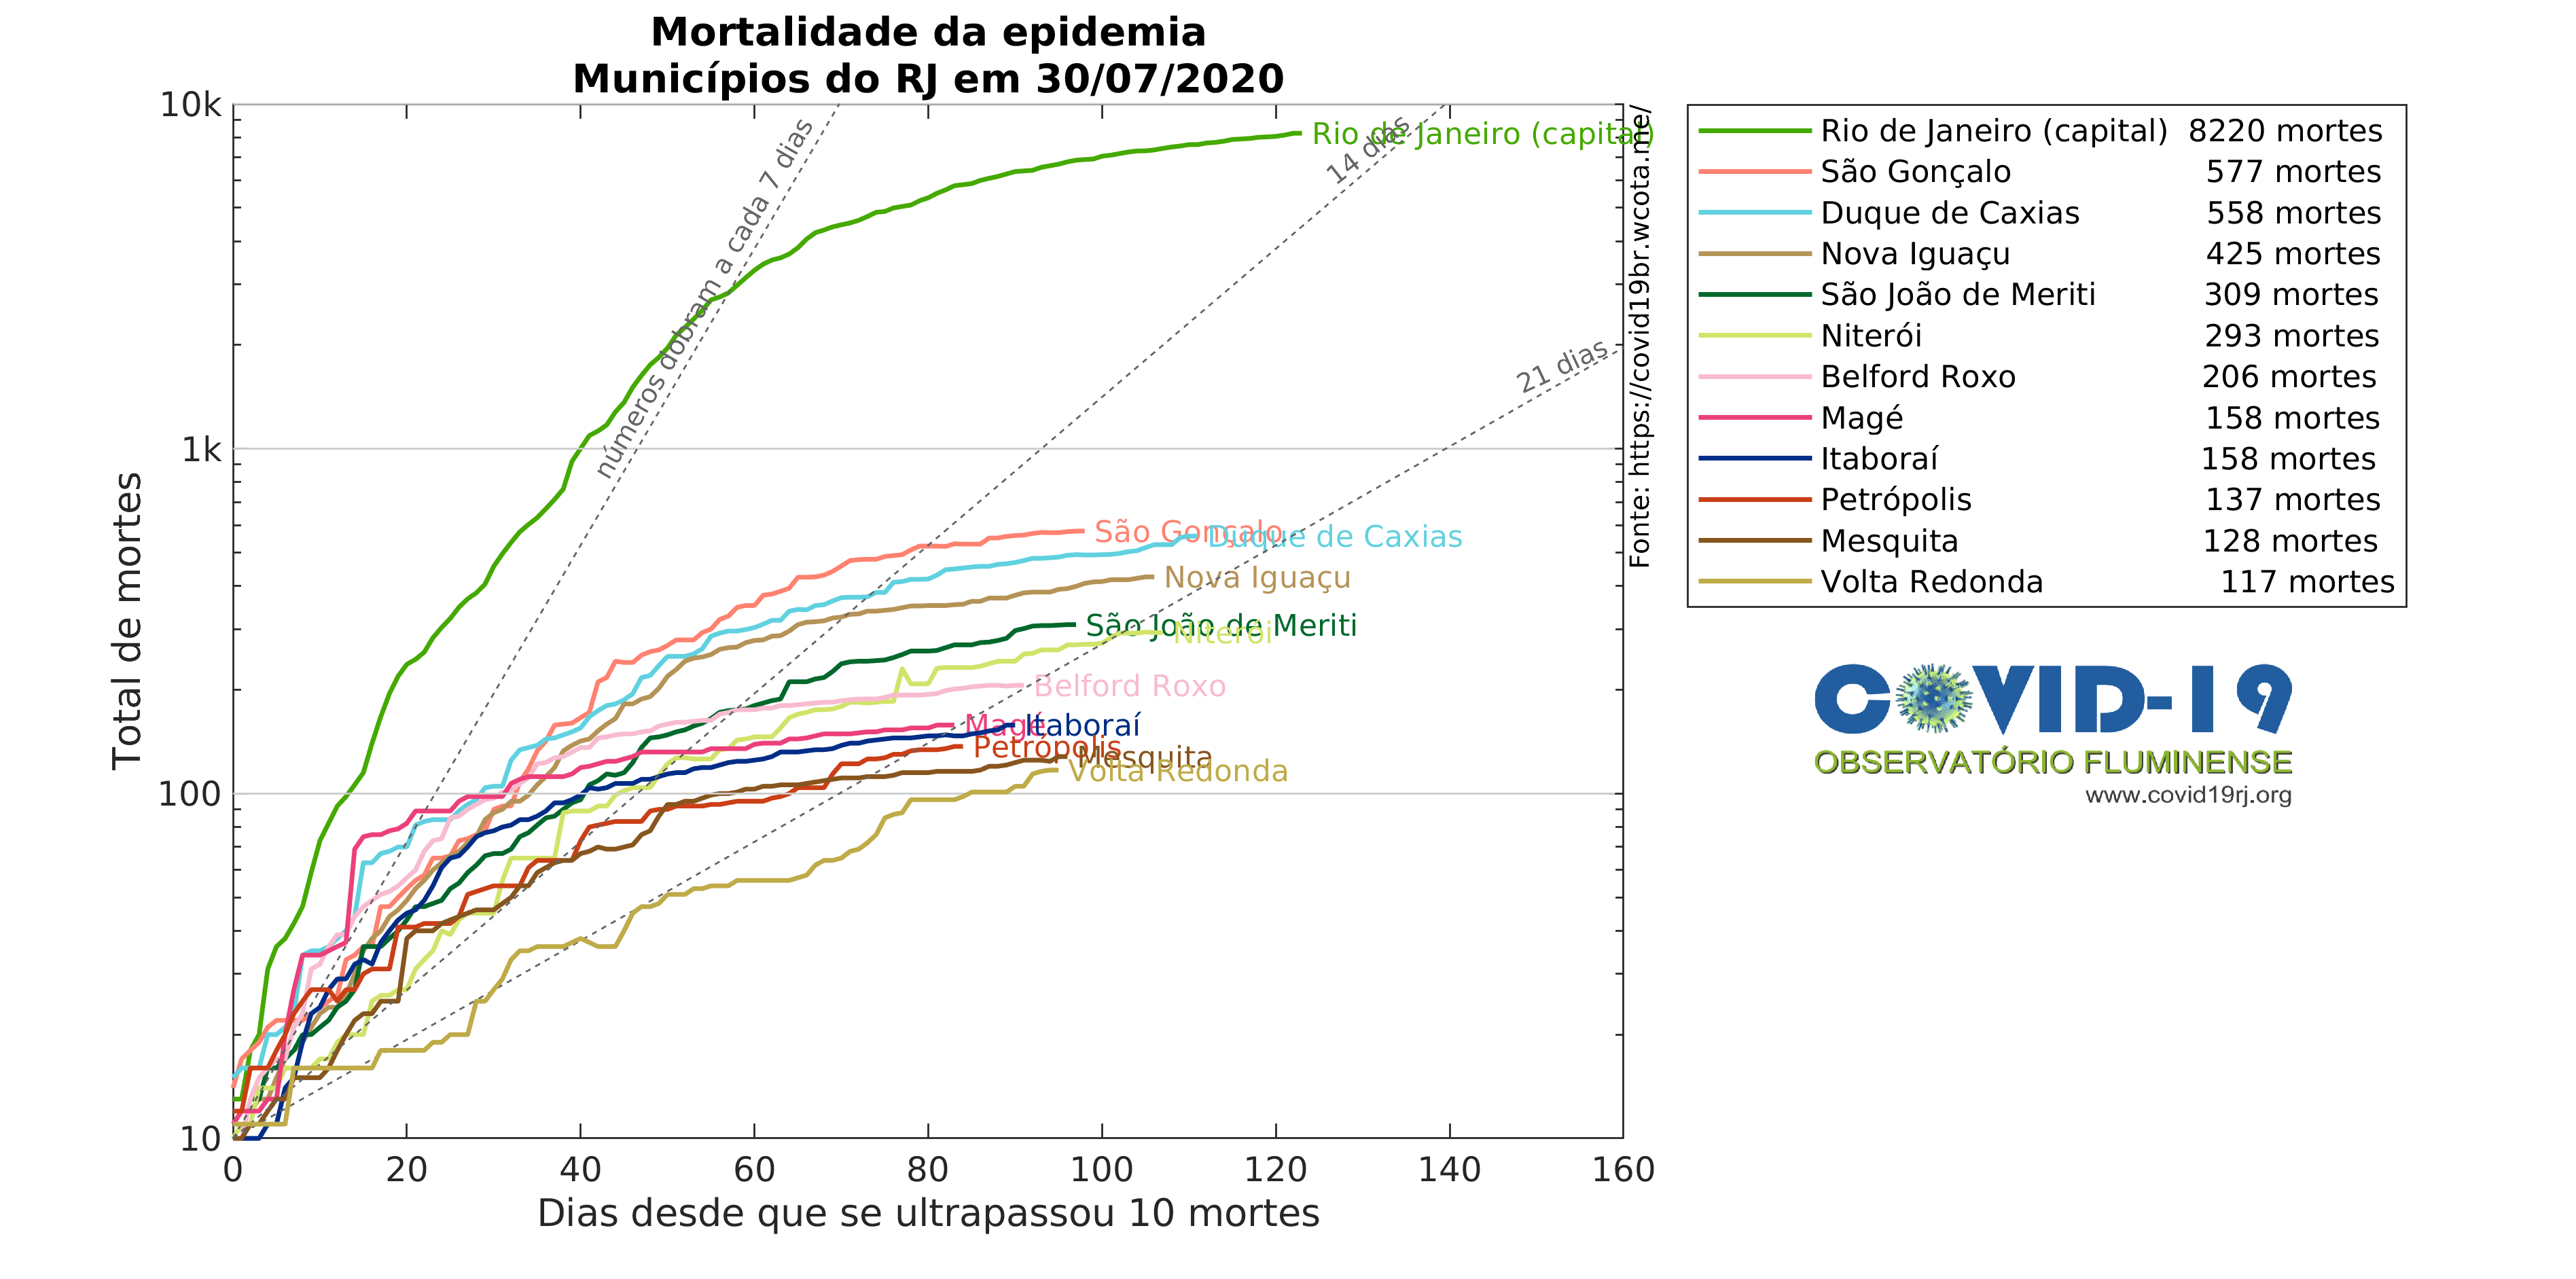 Mortalidade da epidemia
Municípios do RJ em 30/07/2020
Total de mortes
10k
1k
100
10
0 20 40 60 80 100 120 140 160
Dias desde que se ultrapassou 10 mortes
números dobram a cada 7 dias
14 dias
21 dias
Rio de Janeiro (capital)
São Gonçalo
Duque de Caxias
Nova Iguaçu
São João de Meriti
Niterói
Belford Roxo
Magé
Itaboraí
Petrópolis
Mesquita
Volta Redonda
Fonte: https://covid19br.wcota.me/
Rio de Janeiro (capital) 8220 mortes
São Gonçalo 577 mortes
Duque de Caxias 558 mortes
Nova Iguaçu 425 mortes
São João de Meriti 309 mortes
Niterói 293 mortes
Belford Roxo 206 mortes
Magé 158 mortes
Itaboraí 158 mortes
Petrópolis 137 mortes
Mesquita 128 mortes
Volta Redonda 117 mortes
COVID-19
OBSERVATÓRIO FLUMINENSE
www.covid19rj.org